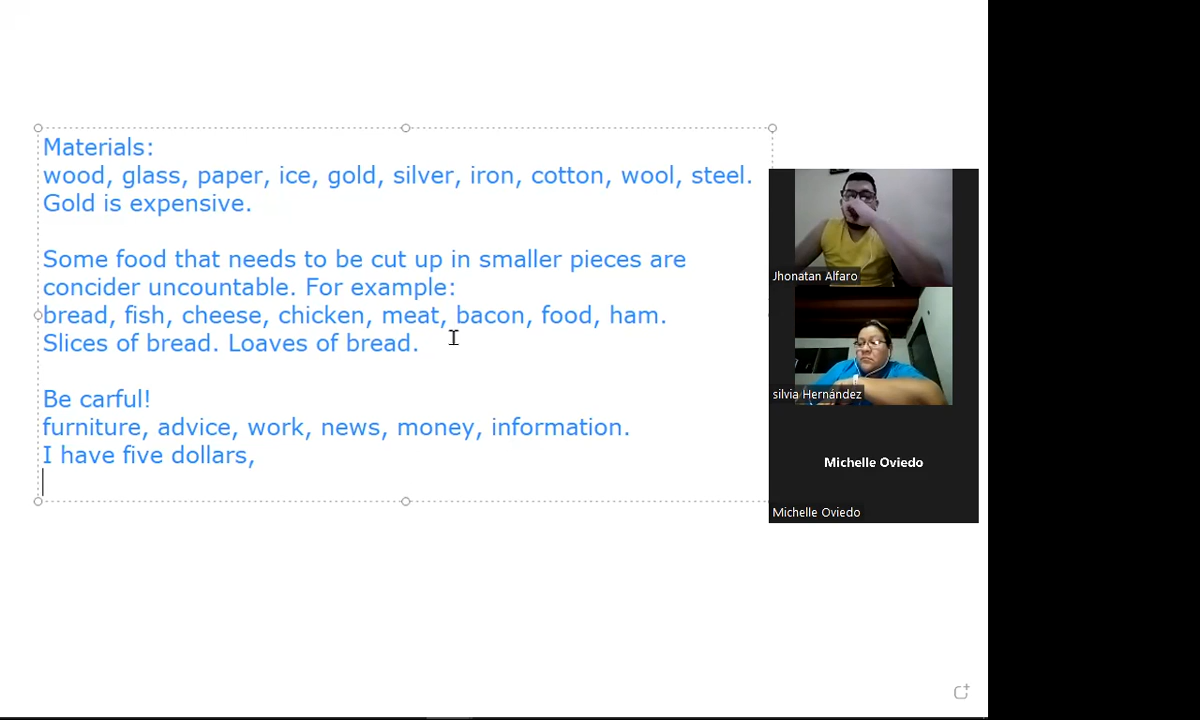 Materials:
wood, glass, paper, ice, gold, silver, iron, cotton, wool, steel.
Gold is expensive.
Some food that needs to be cut up in smaller pieces are
concider uncountable. For example:
bread, fish, cheese, chicken, meat, bacon, food, ham.
Slices of bread. Loaves of bread.
Be carful!
furniture, advice, work, news, money, information.
I have five dollars,
Jhonatan Alfaro
silvia Hernández
Michelle Oviedo
Michelle Oviedo